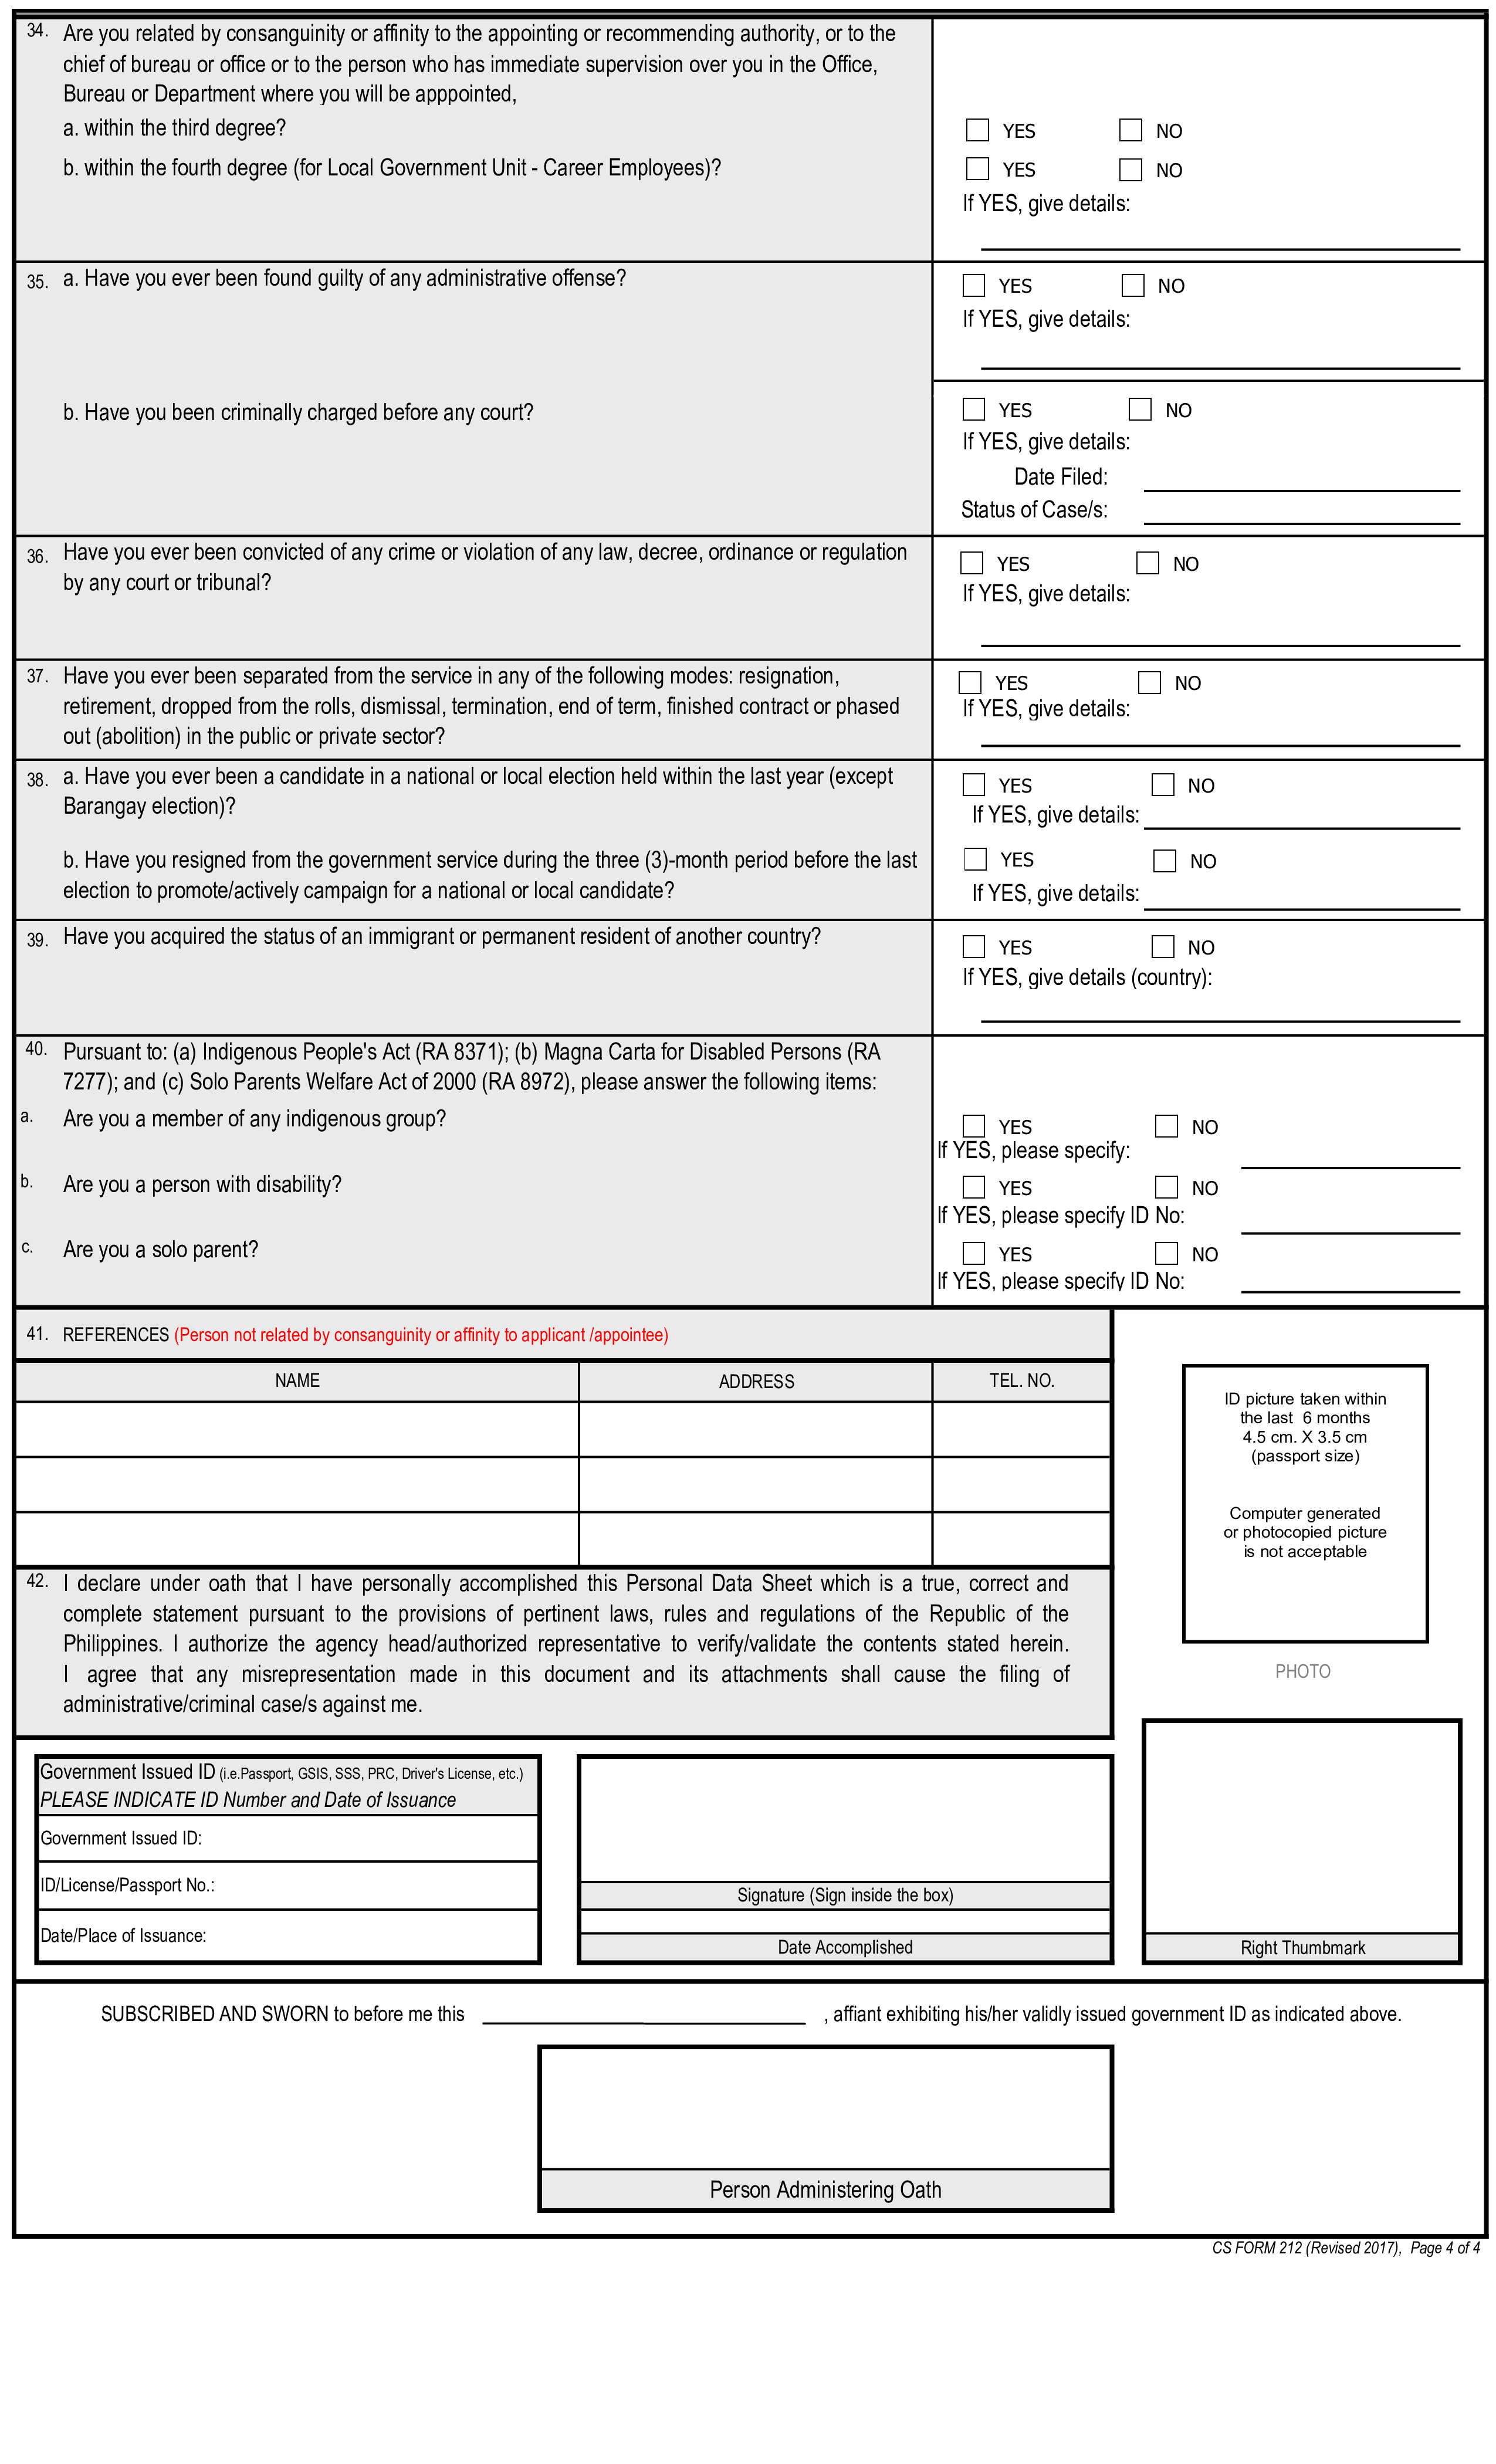 34. Are you related by consanguinity or affinity to the appointing or recommending authority, or to the
chief of bureau or office or to the person who has immediate supervision over you in the Office,
Bureau or Department where you will be apppointed,
a. within the third degree?
YES NO
b. within the fourth degree (for Local Government Unit - Career Employees)?
YES NO
If YES, give details:
35. a. Have you ever been found guilty of any administrative offense?
YES NO
If YES, give details:
b. Have you been criminally charged before any court?
YES NO
If YES, give details:
Date Filed:
Status of Case/s:
36. Have you ever been convicted of any crime or violation of any law, decree, ordinance or regulation
by any court or tribunal?
YES NO
If YES, give details:
37. Have you ever been separated from the service in any of the following modes: resignation,
retirement, dropped from the rolls, dismissal, termination, end of term, finished contract or phased
out (abolition) in the public or private sector?
YES NO
If YES, give details:
38. a. Have you ever been a candidate in a national or local election held within the last year (except
Barangay election)?
YES NO
If YES, give details:
b. Have you resigned from the government service during the three (3)-month period before the last
election to promote/actively campaign for a national or local candidate?
YES NO
If YES, give details:
39. Have you acquired the status of an immigrant or permanent resident of another country?
YES NO
If YES, give details (country):
40. Pursuant to: (a) Indigenous People's Act (RA 8371); (b) Magna Carta for Disabled Persons (RA
7277); and (c) Solo Parents Welfare Act of 2000 (RA 8972), please answer the following items:
a. Are you a member of any indigenous group?
YES NO
If YES, please specify:
b. Are you a person with disability?
YES NO
If YES, please specify ID No:
c. Are you a solo parent?
YES NO
If YES, please specify ID No:
41. REFERENCES (Person not related by consanguinity or affinity to applicant /appointee)
NAME ADDRESS TEL. NO.
ID picture taken within
the last 6 months
4.5 cm. X 3.5 cm
(passport size)
Computer generated
or photocopied picture
is not acceptable
PHOTO
42. I declare under oath that I have personally accomplished this Personal Data Sheet which is a true, correct and
complete statement pursuant to the provisions of pertinent laws, rules and regulations of the Republic of the
Philippines. I authorize the agency head/authorized representative to verify/validate the contents stated herein.
I agree that any misrepresentation made in this document and its attachments shall cause the filing of
administrative/criminal case/s against me.
Government Issued ID (i.e.Passport, GSIS, SSS, PRC, Driver's License, etc.)
PLEASE INDICATE ID Number and Date of Issuance
Government Issued ID:
ID/License/Passport No.:
Date/Place of Issuance:
Signature (Sign inside the box)
Date Accomplished
Right Thumbmark
SUBSCRIBED AND SWORN to before me this , affiant exhibiting his/her validly issued government ID as indicated above.
Person Administering Oath
CS FORM 212 (Revised 2017), Page 4 of 4